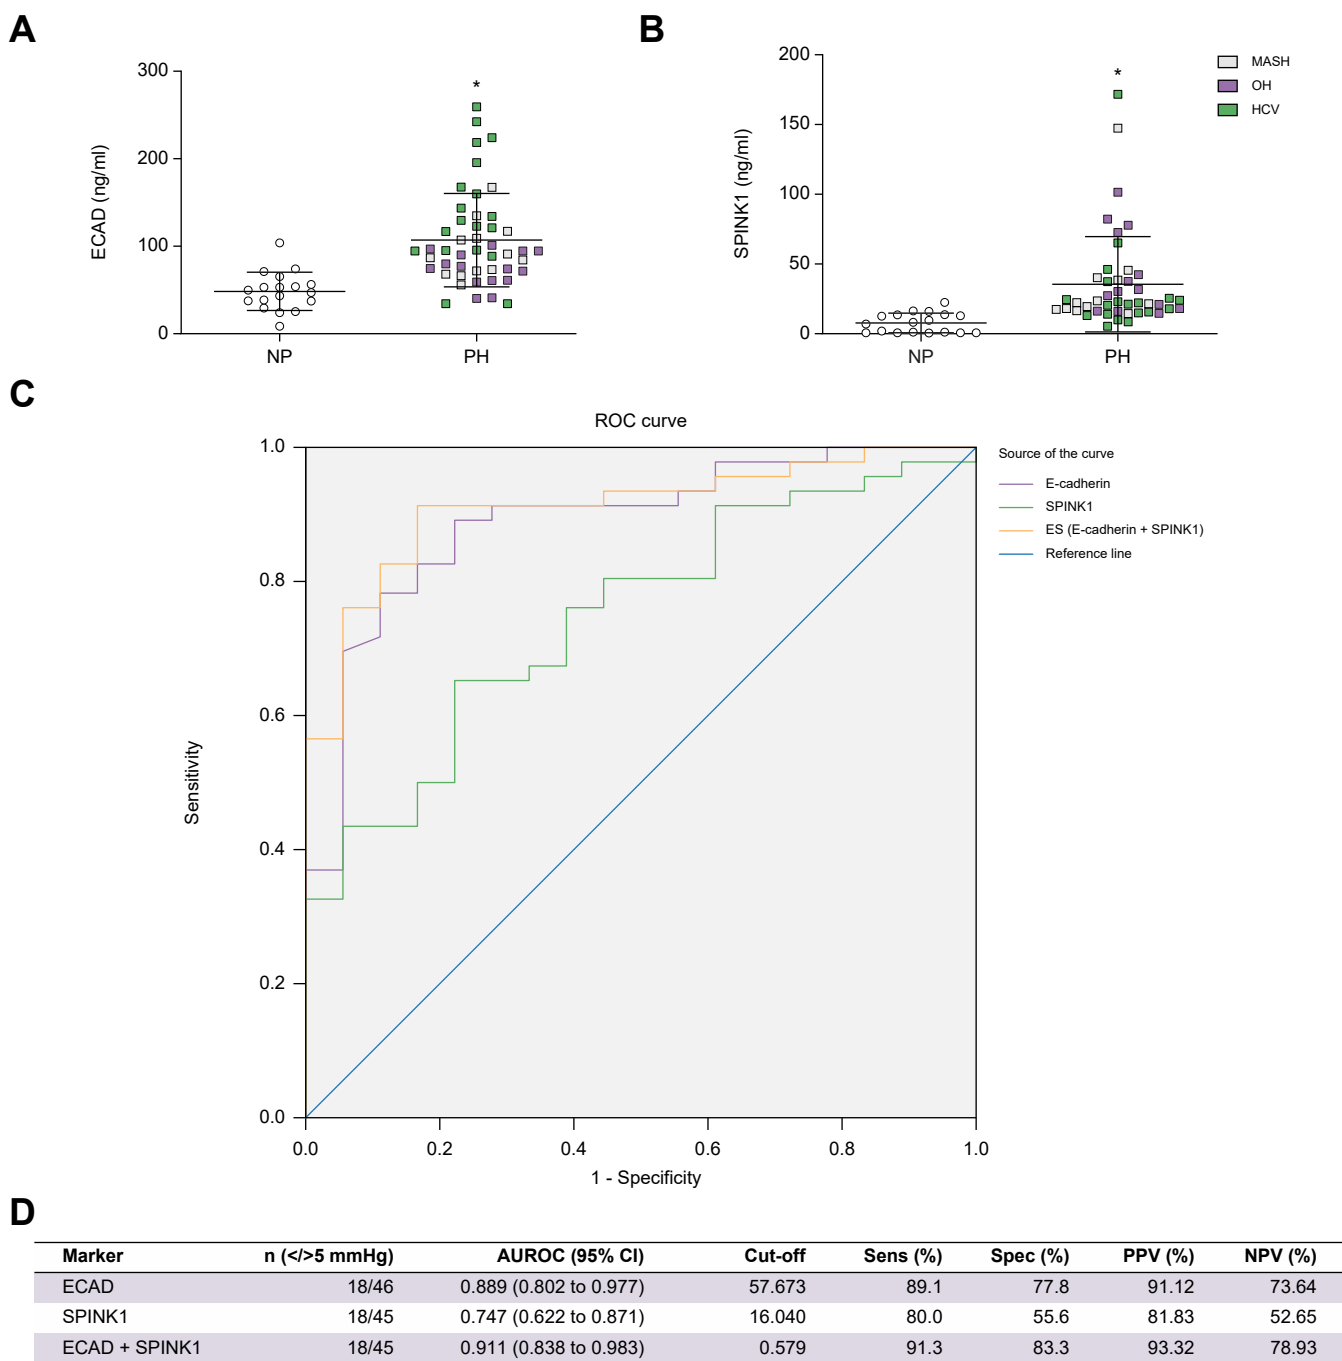 A
B
300
200
100
0
ECAD (ng/ml)
*
NP
PH
200
150
100
50
0
SPINK1 (ng/ml)
*
NP
PH
MASH
OH
HCV
C
ROC curve
1.0
0.8
0.6
0.4
0.2
0.0
Sensitivity
0.0
0.2
0.4
0.6
0.8
1.0
1 - Specificity
Source of the curve
E-cadherin
SPINK1
ES (E-cadherin + SPINK1)
Reference line
D
Marker n (</>5 mmHg) AUROC (95% CI) Cut-off Sens (%) Spec (%) PPV (%) NPV (%)
ECAD 18/46 0.889 (0.802 to 0.977) 57.673 89.1 77.8 91.12 73.64
SPINK1 18/45 0.747 (0.622 to 0.871) 16.040 80.0 55.6 81.83 52.65
ECAD + SPINK1 18/45 0.911 (0.838 to 0.983) 0.579 91.3 83.3 93.32 78.93